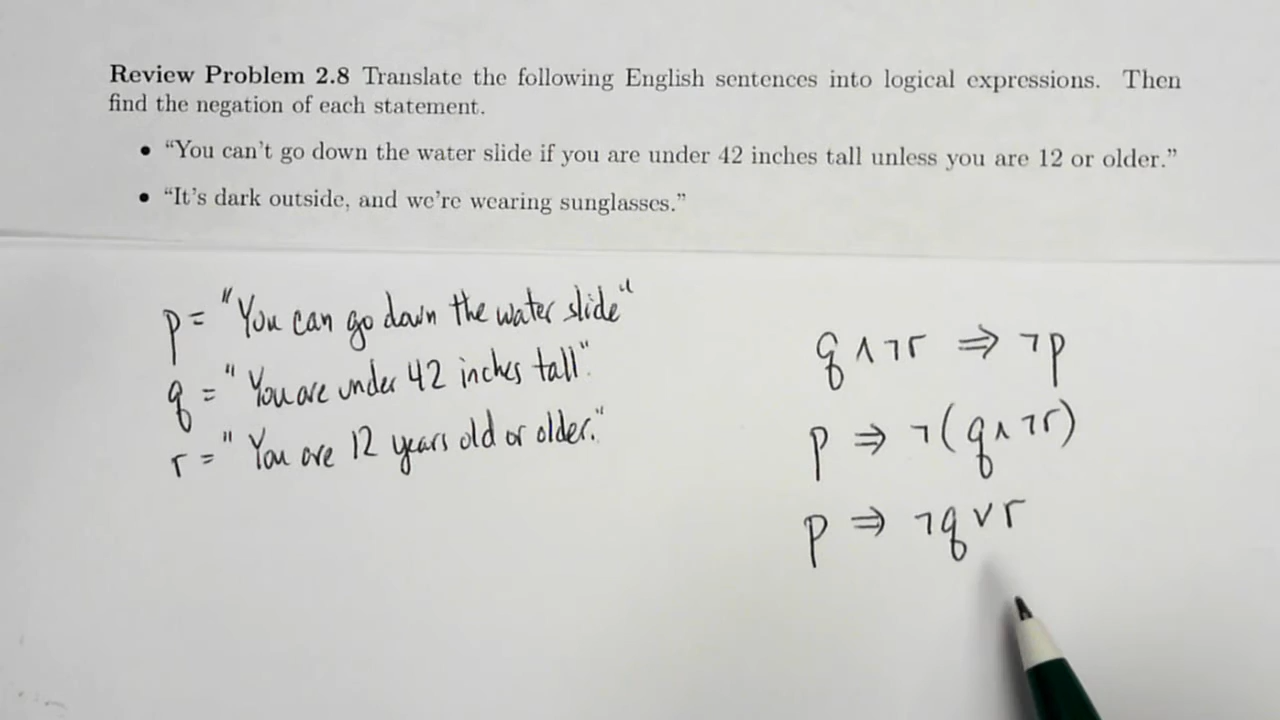 Review Problem 2.8 Translate the following English sentences into logical expressions. Then
find the negation of each statement.
• “You can't go down the water slide if you are under 42 inches tall unless you are 12 or older.”
• “It's dark outside, and we're wearing sunglasses.”
p = "You can go down the water slide"
q = "You are under 42 inches tall".
r = "You are 12 years old or older."
q ∧ ¬r ⇒ ¬p
p ⇒ ¬(q ∧ ¬r)
p ⇒ ¬q ∨ r